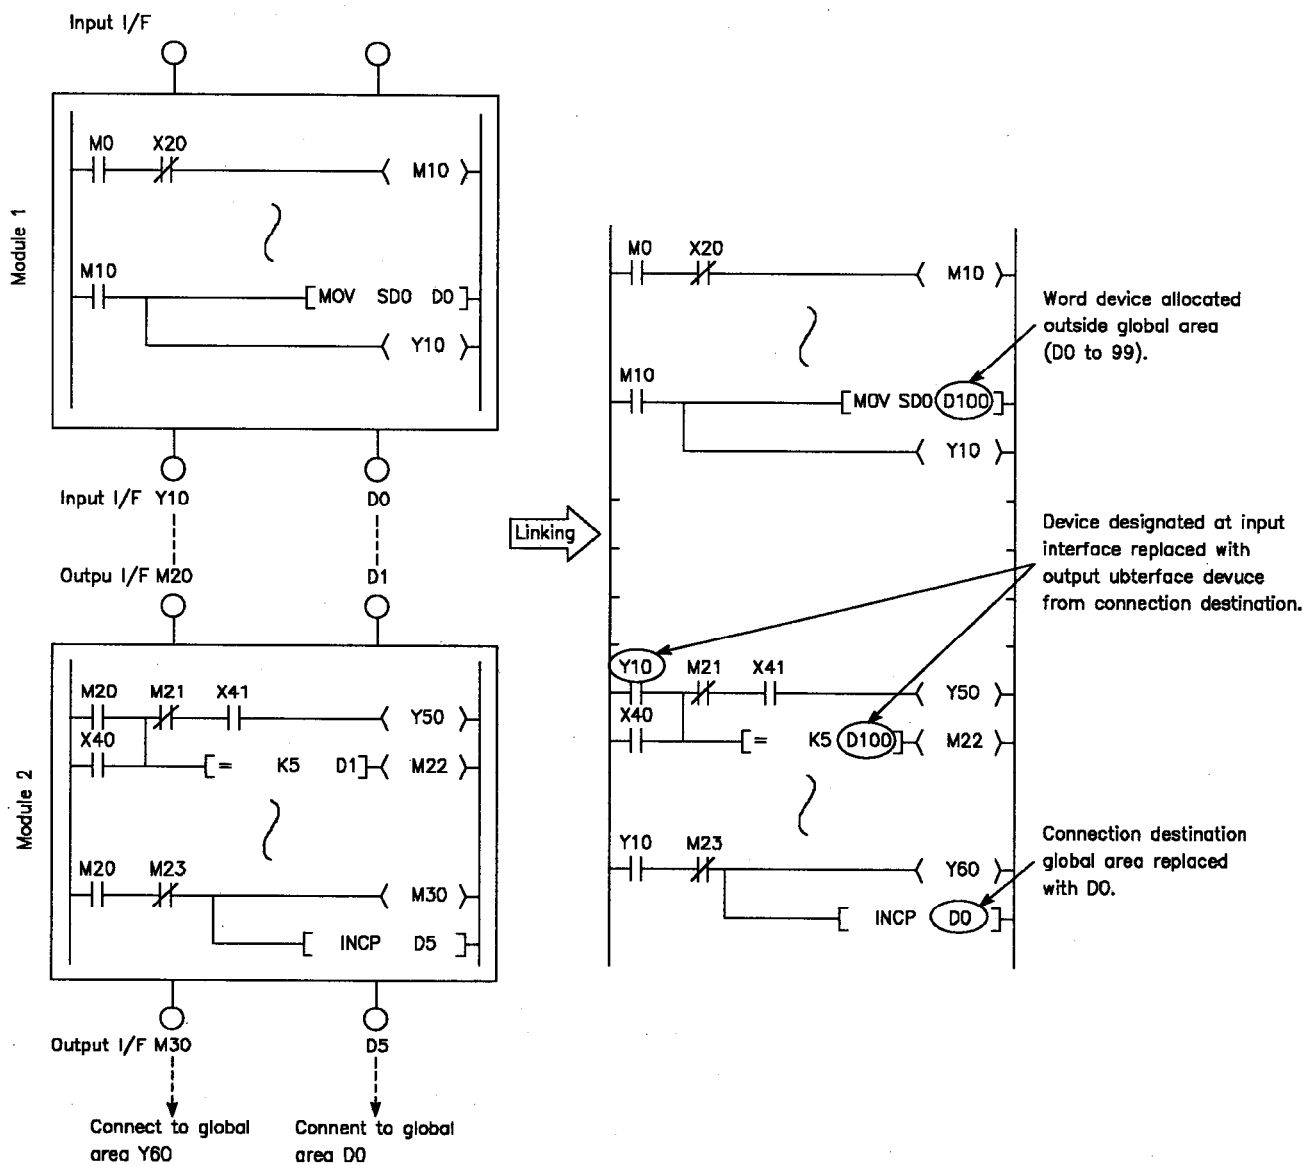 Input I/F
Module 1
M0 X20
M10
M10
MOV SD0 D0
Y10
Input I/F Y10 D0
Outpu I/F M20 D1
Module 2
M20 M21 X41
Y50
X40
= K5 D1 M22
M20 M23
M30
INCP D5
Output I/F M30 D5
Connect to global
area Y60
Connent to global
area D0
Linking
M0 X20
M10
M10
MOV SD0 D100
Y10
Y10 M21 X41
Y50
X40
= K5 D100 M22
Y10 M23
Y60
INCP D0
Word device allocated
outside global area
(D0 to 99).
Device designated at input
interface replaced with
output ubterface devuce
from connection destination.
Connection destination
global area replaced
with D0.